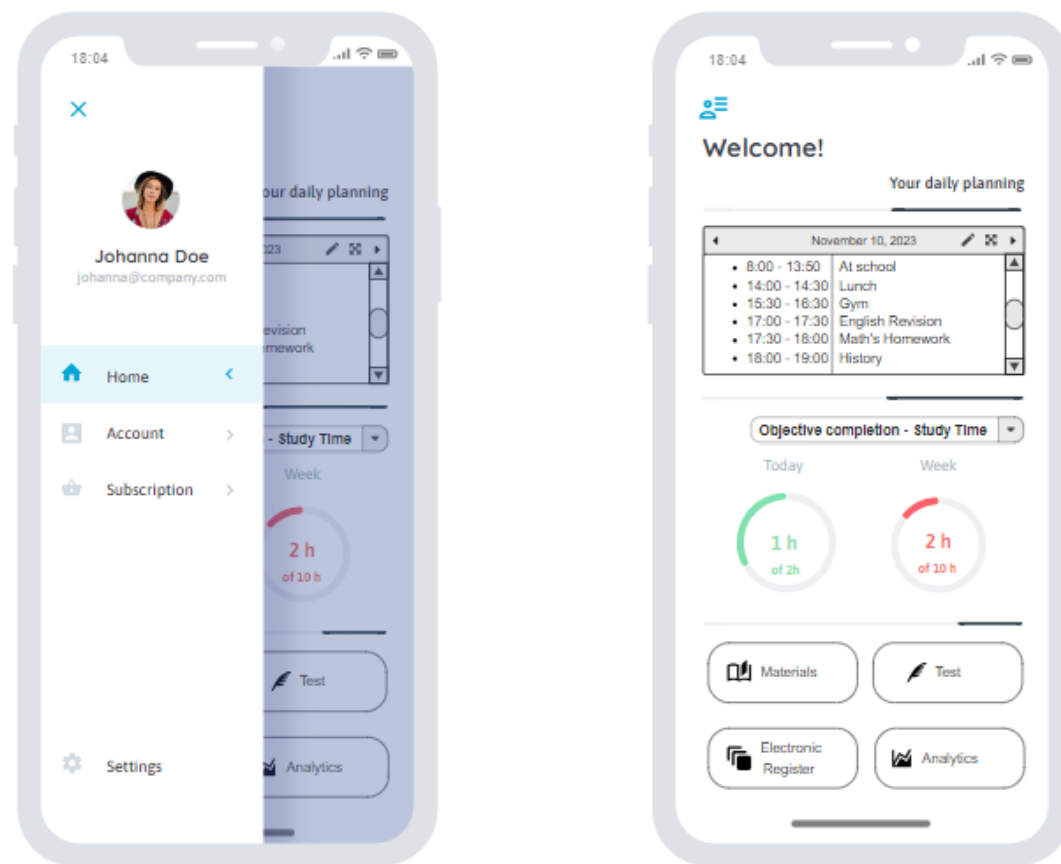 18:04
Johanna Doe
johanna@company.com
Home
Account
Subscription
Settings
our daily planning
023
evision
mework
- Study Time
Week
2 h
of 10 h
Test
Analytics
18:04
Welcome!
Your daily planning
November 10, 2023
8:00 - 13:50 At school
14:00 - 14:30 Lunch
15:30 - 16:30 Gym
17:00 - 17:30 English Revision
17:30 - 18:00 Math's Homework
18:00 - 19:00 History
Objective completion - Study Time
Today Week
1 h 2 h
of 2h of 10 h
Materials Test
Electronic
Register
Analytics